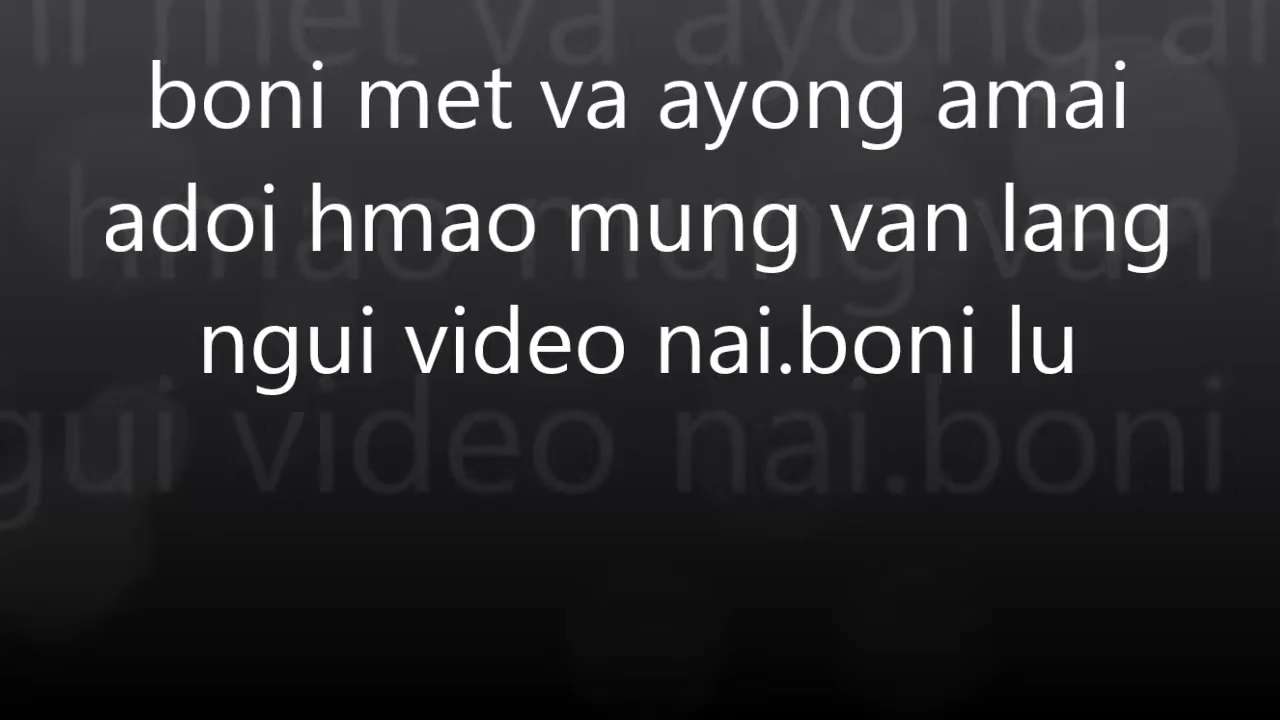 boni met va ayong amai
adoi hmao mung van lang
ngui video nai.boni lu